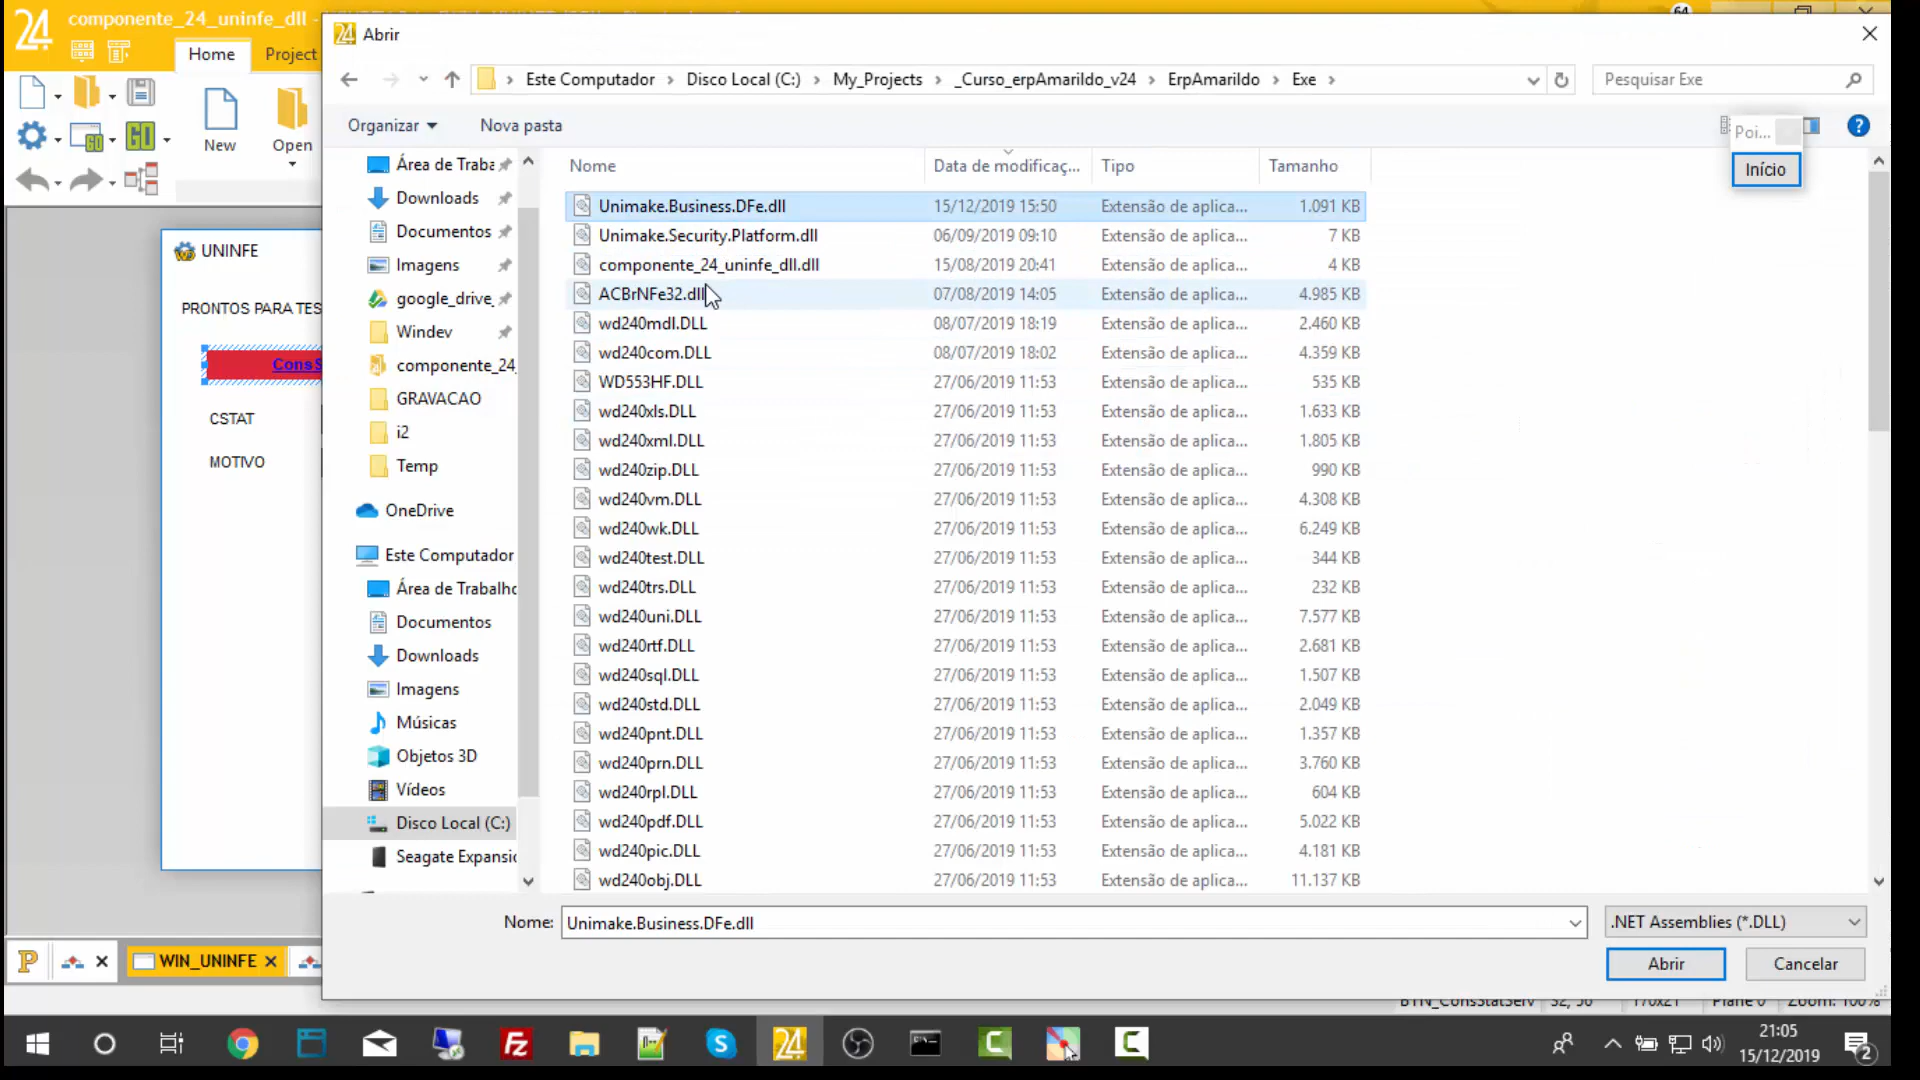 componente_24_uninfe_dll -
64
Abrir
Home
Project
Este Computador > Disco Local (C:) > My_Projects > _Curso_erpAmarildo_v24 > ErpAmarildo > Exe >
Pesquisar Exe
Organizar
Nova pasta
Poi...
Início
New
Open
GO
GO
Nome
Data de modificaç...
Tipo
Tamanho
Unimake.Business.DFe.dll 15/12/2019 15:50 Extensão de aplica... 1.091 KB
Unimake.Security.Platform.dll 06/09/2019 09:10 Extensão de aplica... 7 KB
componente_24_uninfe_dll.dll 15/08/2019 20:41 Extensão de aplica... 4 KB
ACBrNFe32.dll 07/08/2019 14:05 Extensão de aplica... 4.985 KB
wd240mdl.DLL 08/07/2019 18:19 Extensão de aplica... 2.460 KB
wd240com.DLL 08/07/2019 18:02 Extensão de aplica... 4.359 KB
WD553HF.DLL 27/06/2019 11:53 Extensão de aplica... 535 KB
wd240xls.DLL 27/06/2019 11:53 Extensão de aplica... 1.633 KB
wd240xml.DLL 27/06/2019 11:53 Extensão de aplica... 1.805 KB
wd240zip.DLL 27/06/2019 11:53 Extensão de aplica... 990 KB
wd240vm.DLL 27/06/2019 11:53 Extensão de aplica... 4.308 KB
wd240wk.DLL 27/06/2019 11:53 Extensão de aplica... 6.249 KB
wd240test.DLL 27/06/2019 11:53 Extensão de aplica... 344 KB
wd240trs.DLL 27/06/2019 11:53 Extensão de aplica... 232 KB
wd240uni.DLL 27/06/2019 11:53 Extensão de aplica... 7.577 KB
wd240rtf.DLL 27/06/2019 11:53 Extensão de aplica... 2.681 KB
wd240sql.DLL 27/06/2019 11:53 Extensão de aplica... 1.507 KB
wd240std.DLL 27/06/2019 11:53 Extensão de aplica... 2.049 KB
wd240pnt.DLL 27/06/2019 11:53 Extensão de aplica... 1.357 KB
wd240prn.DLL 27/06/2019 11:53 Extensão de aplica... 3.760 KB
wd240rpl.DLL 27/06/2019 11:53 Extensão de aplica... 604 KB
wd240pdf.DLL 27/06/2019 11:53 Extensão de aplica... 5.022 KB
wd240pic.DLL 27/06/2019 11:53 Extensão de aplica... 4.181 KB
wd240obj.DLL 27/06/2019 11:53 Extensão de aplica... 11.137 KB
Área de Traba
Downloads
Documentos
Imagens
google_drive_
Windev
componente_24_
GRAVACAO
i2
Temp
OneDrive
Este Computador
Área de Trabalho
Documentos
Downloads
Imagens
Músicas
Objetos 3D
Vídeos
Disco Local (C:)
Seagate Expansio
UNINFE
PRONTOS PARA TES
ConsS
CSTAT
MOTIVO
Nome: Unimake.Business.DFe.dll
.NET Assemblies (*.DLL)
Abrir
Cancelar
WIN_UNINFE
BTN_ConsStatServ 52, 50 170x21 Plane 0 Zoom: 100%
21:05
15/12/2019
2